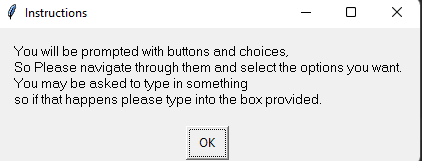 Instructions
You will be prompted with buttons and choices,
So Please navigate through them and select the options you want.
You may be asked to type in something
so if that happens please type into the box provided.
OK